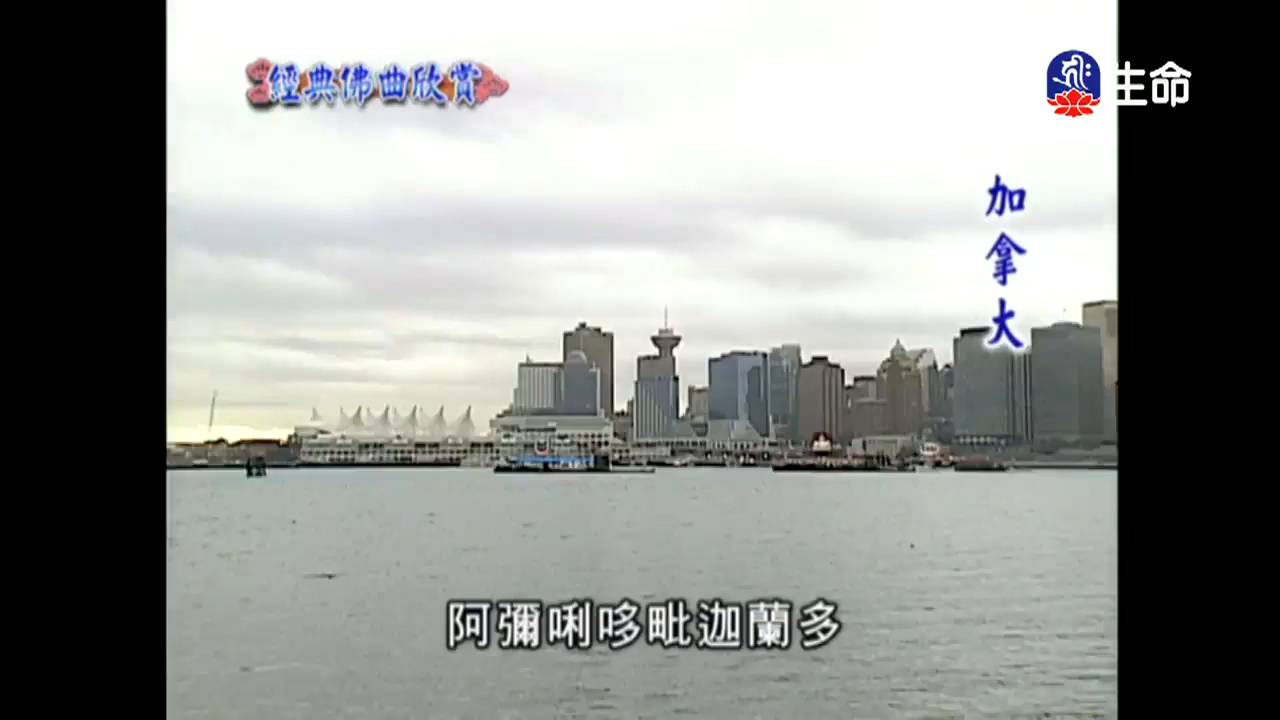 經典佛曲欣賞
生命
加拿大
阿彌唎哆毗迦蘭多